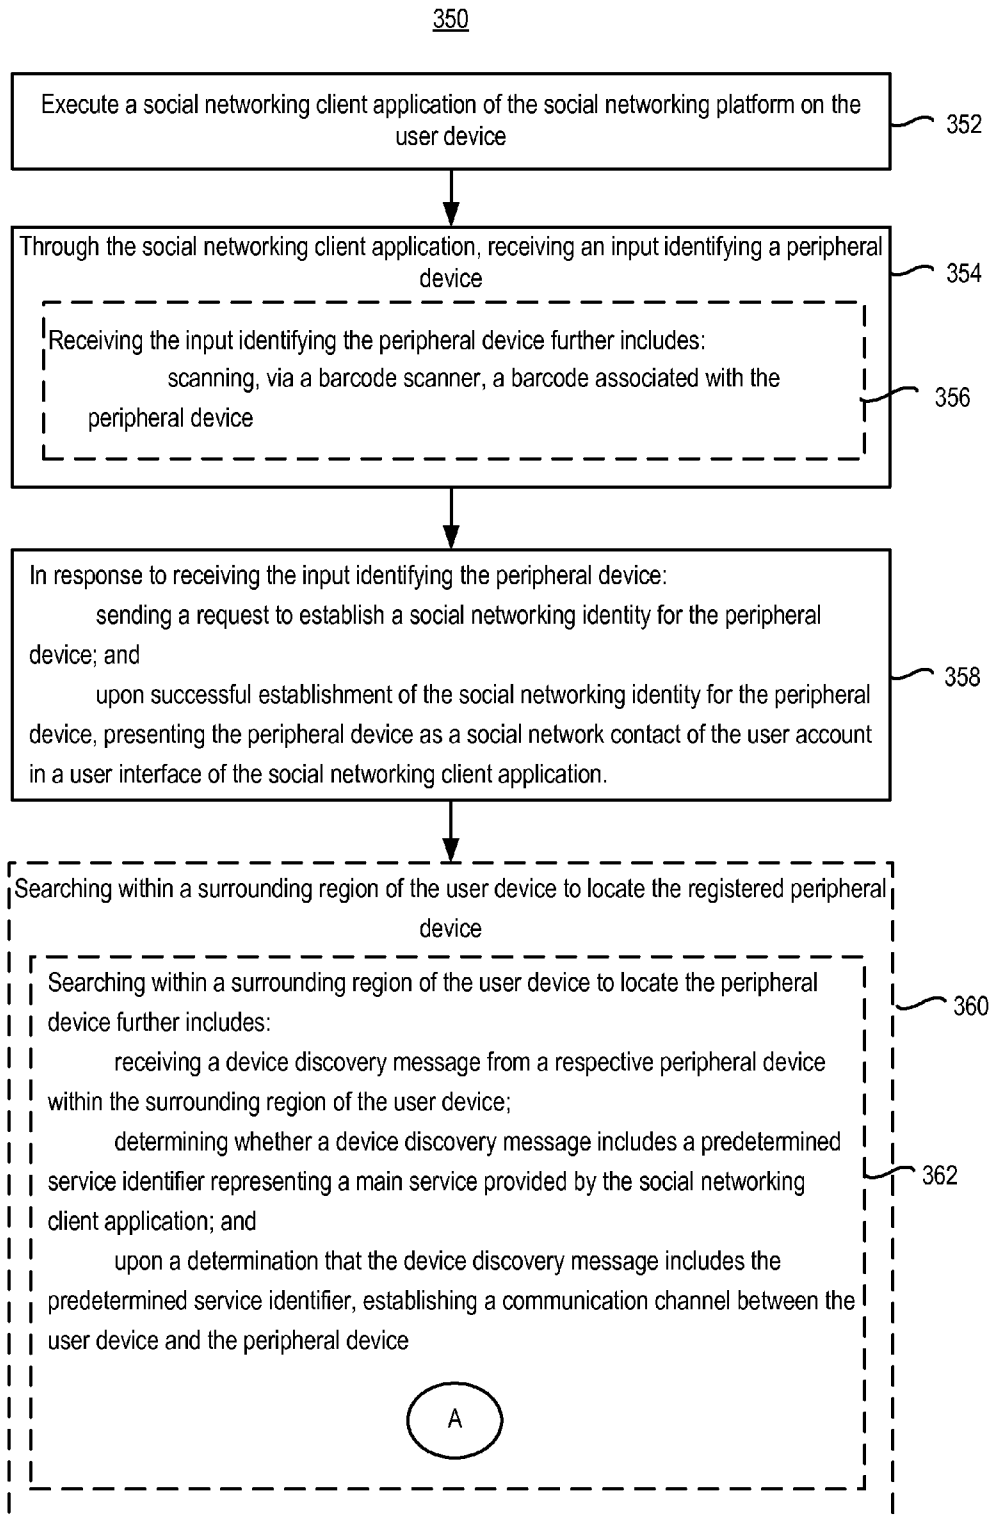 350
Execute a social networking client application of the social networking platform on the
user device
352
Through the social networking client application, receiving an input identifying a peripheral
device
354
Receiving the input identifying the peripheral device further includes:
scanning, via a barcode scanner, a barcode associated with the
peripheral device
356
In response to receiving the input identifying the peripheral device:
sending a request to establish a social networking identity for the peripheral
device; and
upon successful establishment of the social networking identity for the peripheral
device, presenting the peripheral device as a social network contact of the user account
in a user interface of the social networking client application.
358
Searching within a surrounding region of the user device to locate the registered peripheral
device
360
Searching within a surrounding region of the user device to locate the peripheral
device further includes:
receiving a device discovery message from a respective peripheral device
within the surrounding region of the user device;
determining whether a device discovery message includes a predetermined
service identifier representing a main service provided by the social networking
client application; and
upon a determination that the device discovery message includes the
predetermined service identifier, establishing a communication channel between the
user device and the peripheral device
362
A